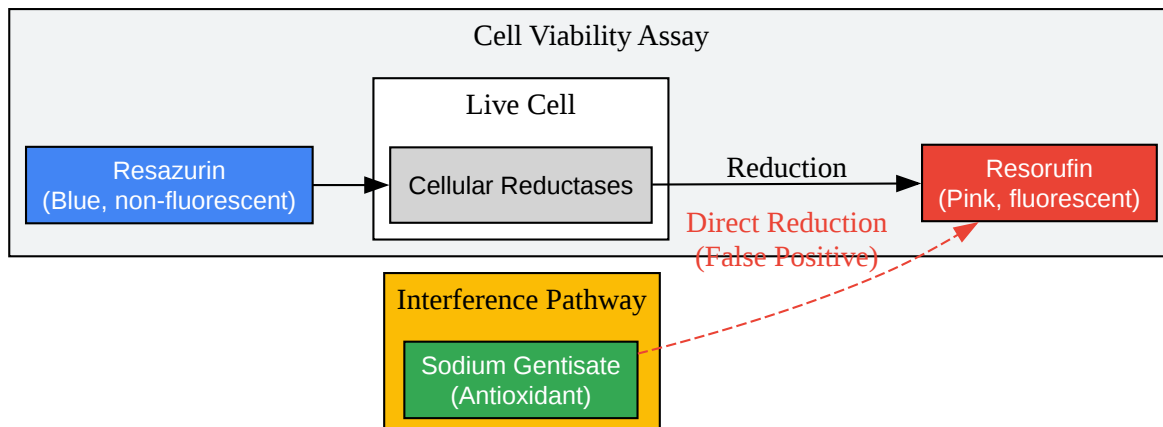 Cell Viability Assay
Live Cell
Resazurin
(Blue, non-fluorescent)
Cellular Reductases
Reduction
Resorufin
(Pink, fluorescent)
Direct Reduction
(False Positive)
Interference Pathway
Sodium Gentisate
(Antioxidant)